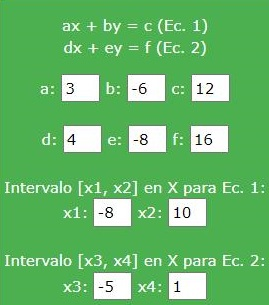 ax + by = c (Ec. 1)
dx + ey = f (Ec. 2)
a: 3 b: -6 c: 12
d: 4 e: -8 f: 16
Intervalo [x1, x2] en X para Ec. 1:
x1: -8 x2: 10
Intervalo [x3, x4] en X para Ec. 2:
x3: -5 x4: 1